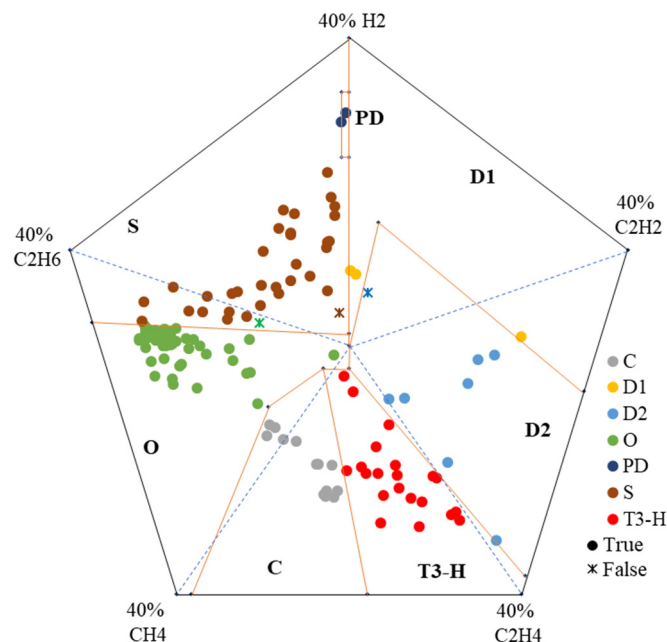 40% H2
PD
D1
S
40%
C2H2
40%
C2H6
C
D1
D2
O
PD
S
T3-H
True
False
D2
O
C
T3-H
40%
CH4
40%
C2H4